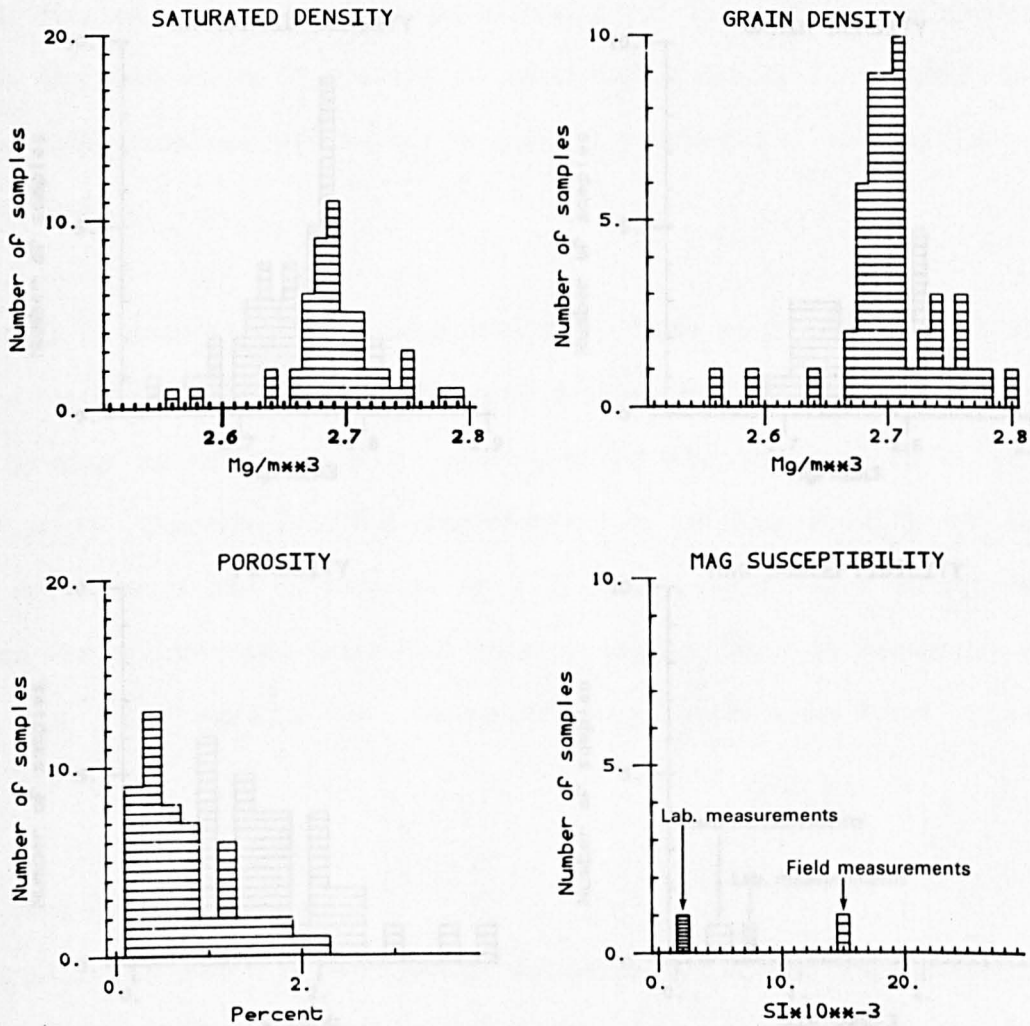 SATURATED DENSITY
20.
10.
0.
Number of samples
2.6 2.7 2.8
Mg/m**3
GRAIN DENSITY
10.
5.
0.
Number of samples
2.6 2.7 2.8
Mg/m**3
POROSITY
20.
10.
0.
Number of samples
0. 2.
Percent
MAG SUSCEPTIBILITY
10.
5.
0.
Number of samples
Lab. measurements
Field measurements
0. 10. 20.
SI*10**-3